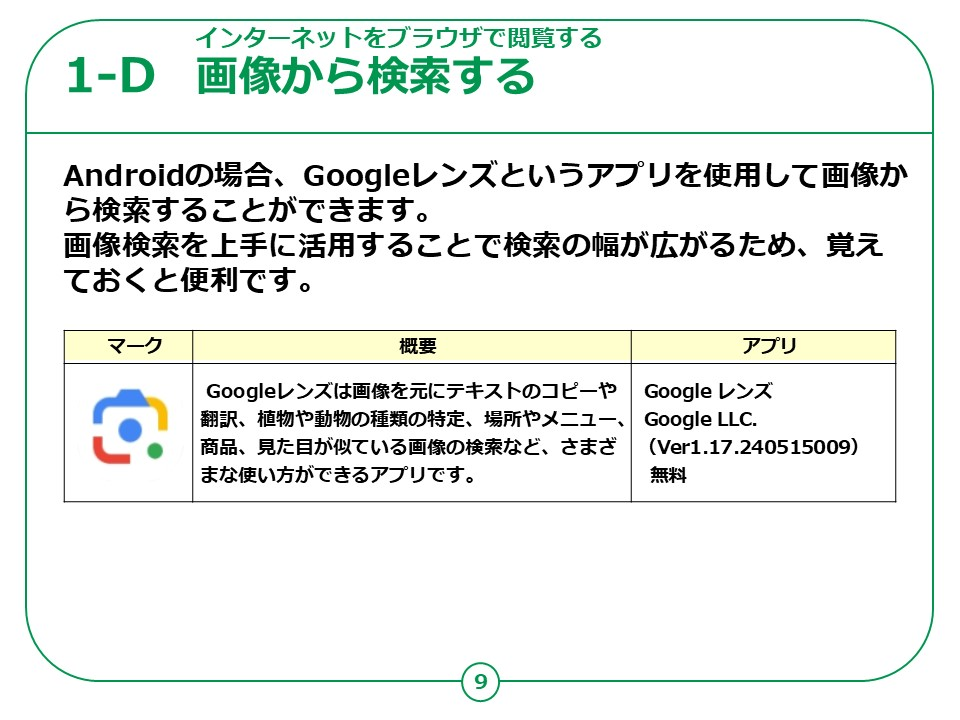 インターネットをブラウザで閲覧する
1-D 画像から検索する
Androidの場合、Googleレンズというアプリを使用して画像か
ら検索することができます。
画像検索を上手に活用することで検索の幅が広がるため、覚え
ておくと便利です。
マーク 概要 アプリ
Googleレンズは画像を元にテキストのコピーや
翻訳、植物や動物の種類の特定、場所やメニュー、
商品、見た目が似ている画像の検索など、さまざ
まな使い方ができるアプリです。
Google レンズ
Google LLC.
（Ver1.17.240515009）
無料
9